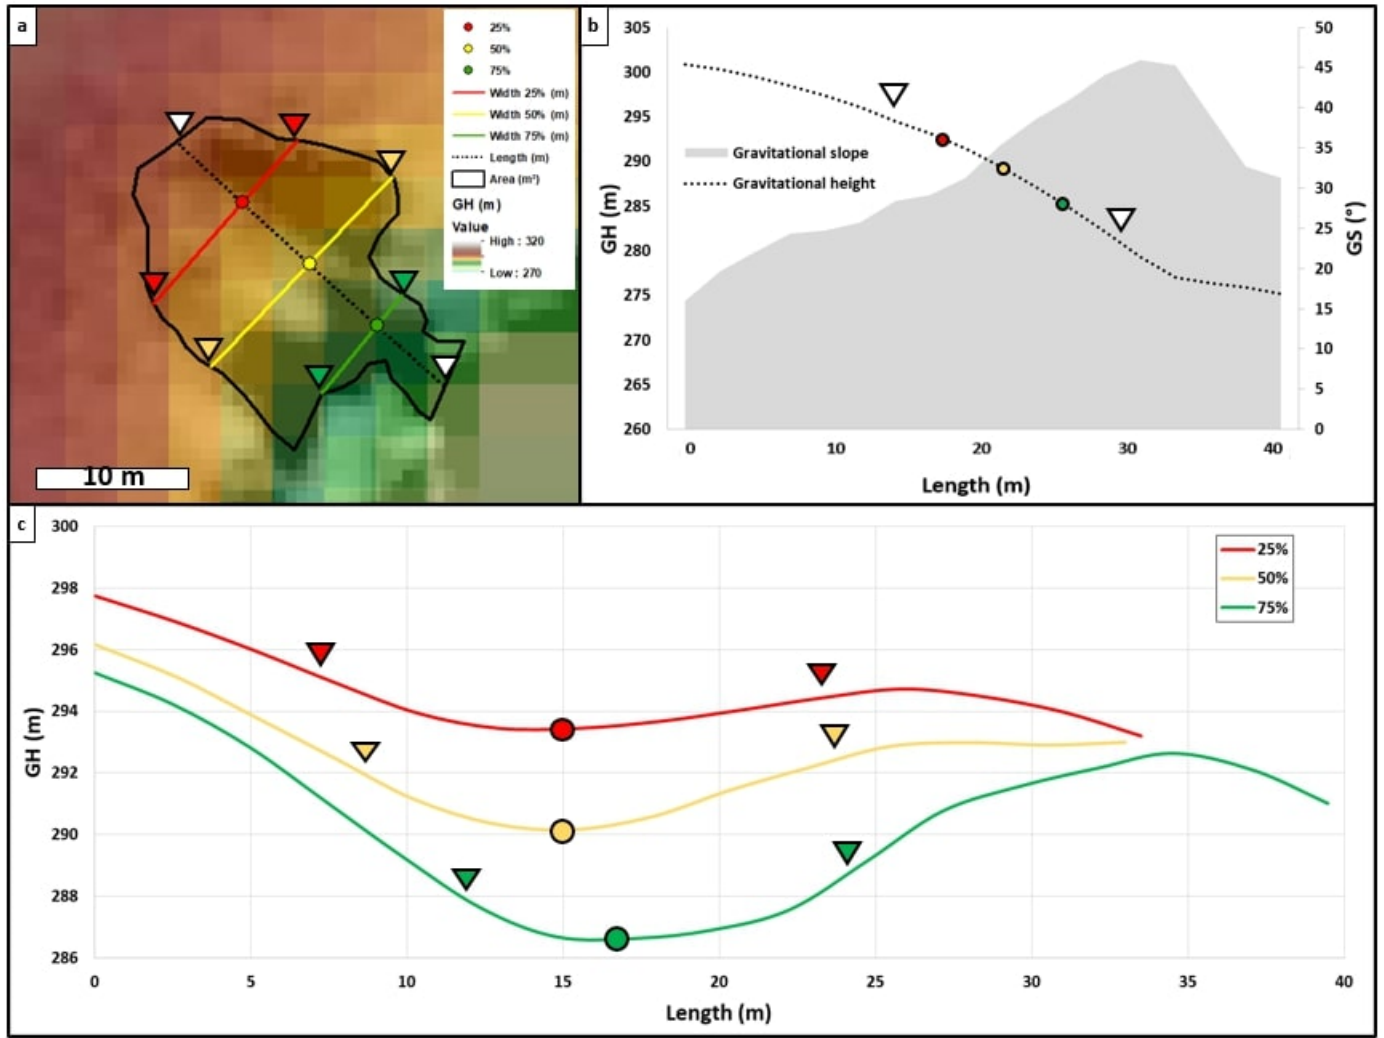 a
25%
50%
75%
Width 25% (m)
Width 50% (m)
Width 75% (m)
Length (m)
Area (m²)
GH (m)
Value
High : 320
Low : 270
10 m
b
305
300
295
290
285
280
275
270
265
260
GH (m)
Gravitational slope
Gravitational height
50
45
40
35
30
25
20
15
10
5
0
GS (°)
0 10 20 30 40
Length (m)
c
300
298
296
294
292
290
288
286
GH (m)
25%
50%
75%
0 5 10 15 20 25 30 35 40
Length (m)